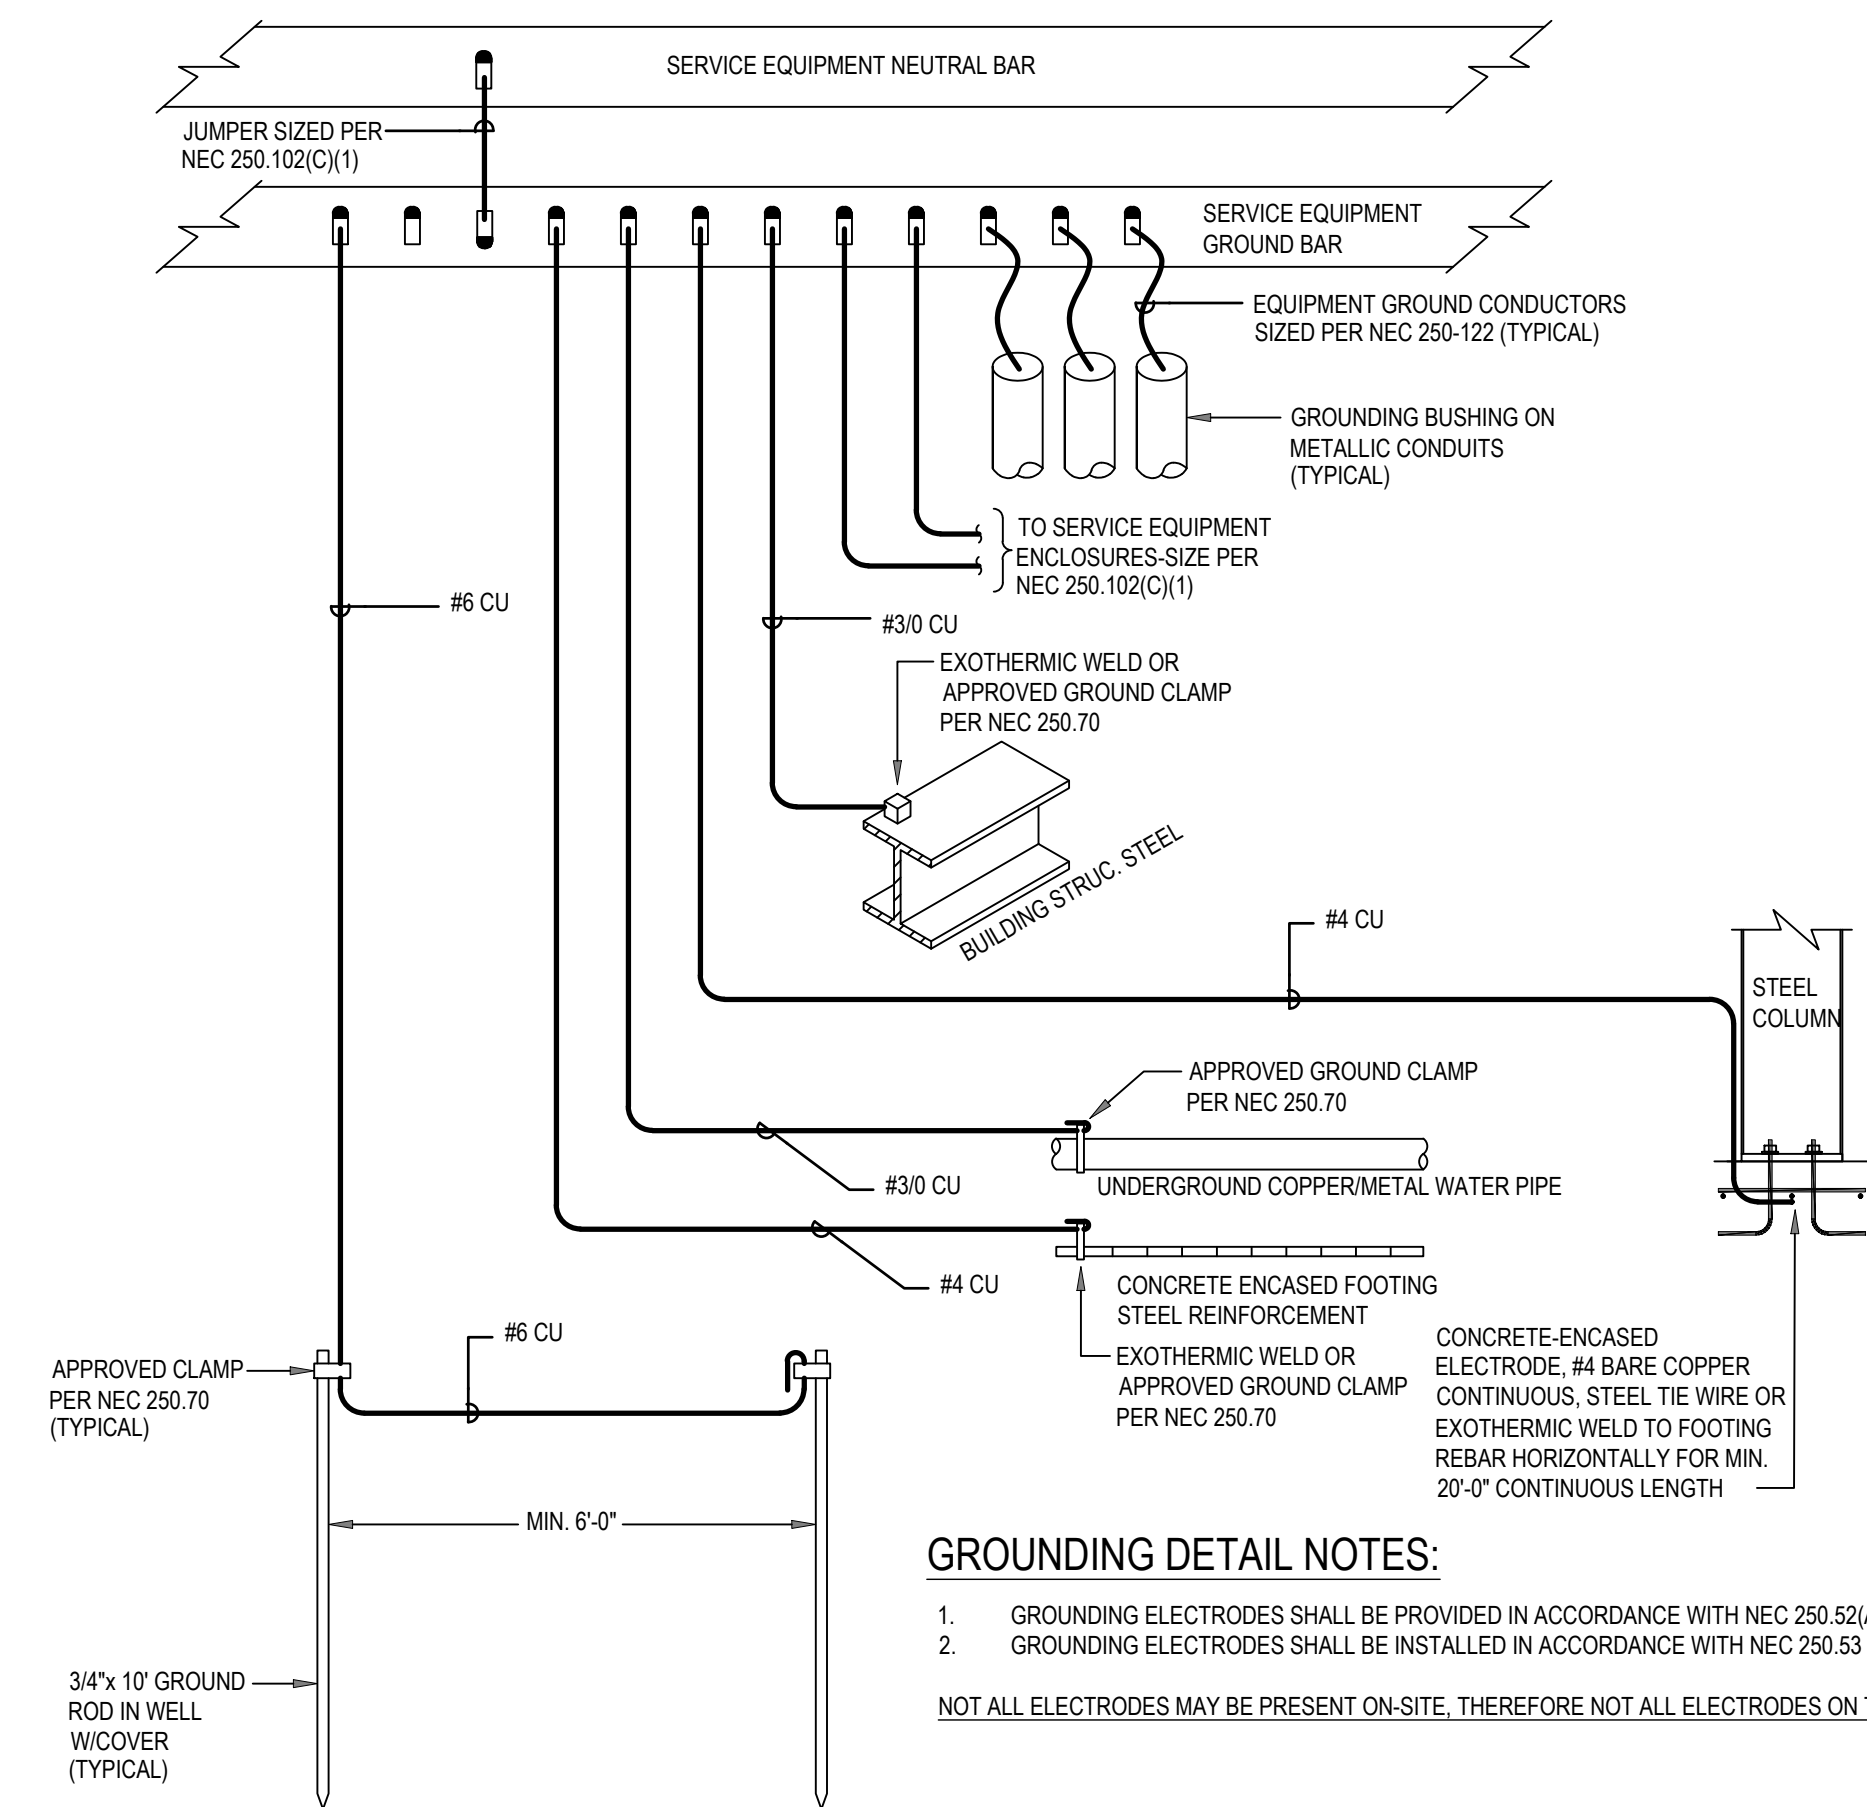 SERVICE EQUIPMENT NEUTRAL BAR
JUMPER SIZED PER
NEC 250.102(C)(1)
SERVICE EQUIPMENT
GROUND BAR
EQUIPMENT GROUND CONDUCTORS
SIZED PER NEC 250-122 (TYPICAL)
GROUNDING BUSHING ON
METALLIC CONDUITS
(TYPICAL)
TO SERVICE EQUIPMENT
ENCLOSURES-SIZE PER
NEC 250.102(C)(1)
#6 CU
#3/0 CU
EXOTHERMIC WELD OR
APPROVED GROUND CLAMP
PER NEC 250.70
BUILDING STRUC. STEEL
#4 CU
STEEL
COLUMN
APPROVED GROUND CLAMP
PER NEC 250.70
#3/0 CU
UNDERGROUND COPPER/METAL WATER PIPE
#4 CU
CONCRETE ENCASED FOOTING
STEEL REINFORCEMENT
EXOTHERMIC WELD OR
APPROVED GROUND CLAMP
PER NEC 250.70
CONCRETE-ENCASED
ELECTRODE, #4 BARE COPPER
CONTINUOUS, STEEL TIE WIRE OR
EXOTHERMIC WELD TO FOOTING
REBAR HORIZONTALLY FOR MIN.
20'-0" CONTINUOUS LENGTH
#6 CU
APPROVED CLAMP
PER NEC 250.70
(TYPICAL)
MIN. 6'-0"
3/4"x 10' GROUND
ROD IN WELL
W/COVER
(TYPICAL)
GROUNDING DETAIL NOTES:
1. GROUNDING ELECTRODES SHALL BE PROVIDED IN ACCORDANCE WITH NEC 250.52(
2. GROUNDING ELECTRODES SHALL BE INSTALLED IN ACCORDANCE WITH NEC 250.53
NOT ALL ELECTRODES MAY BE PRESENT ON-SITE, THEREFORE NOT ALL ELECTRODES ON